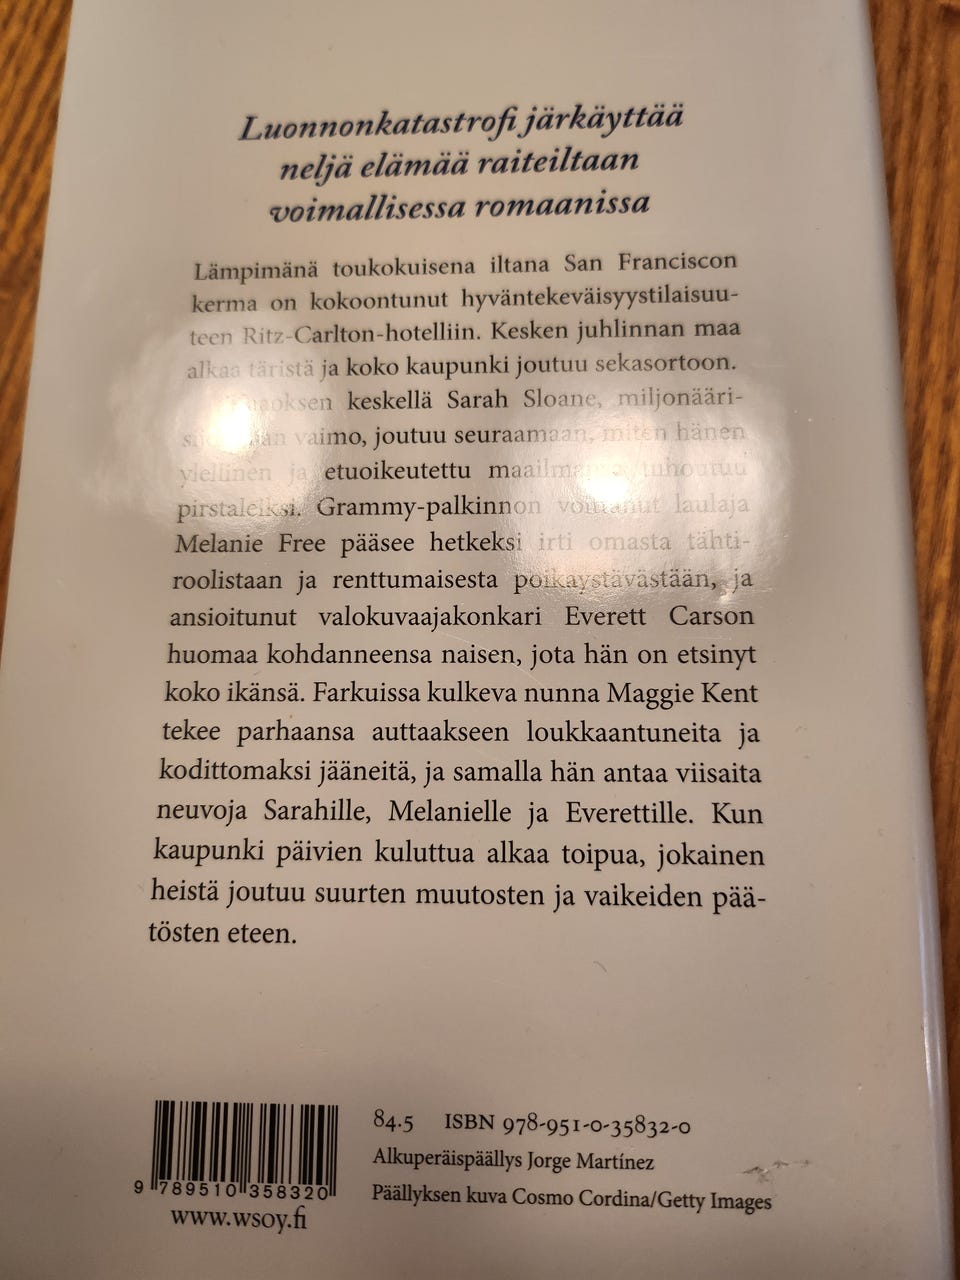 Luonnonkatastrofi järkäyttää
neljä elämää raiteiltaan
voimallisessa romaanissa
Lämpimänä toukokuisena iltana San Franciscon
kerma on kokoontunut hyväntekeväisyystilaisuu-
teen Ritz-Carlton-hotelliin. Kesken juhlinnan maa
alkaa täristä ja koko kaupunki joutuu sekasortoon.
keskellä Sarah Sloane, miljonääri-
vaimo, joutuu seuraamaan, miten hänen
ylellinen ja etuoikeutettu tuhoutuu
pirstaleiksi. Grammy-palkinnon voittanut laulaja
Melanie Free pääsee hetkeksi irti omasta tähti-
roolistaan ja renttumaisesta poikaystävästään, ja
ansioitunut valokuvaajakonkari Everett Carson
huomaa kohdanneensa naisen, jota hän on etsinyt
koko ikänsä. Farkuissa kulkeva nunna Maggie Kent
tekee parhaansa auttaakseen loukkaantuneita ja
kodittomaksi jääneitä, ja samalla hän antaa viisaita
neuvoja Sarahille, Melanielle ja Everettille. Kun
kaupunki päivien kuluttua alkaa toipua, jokainen
heistä joutuu suurten muutosten ja vaikeiden pää-
tösten eteen.
84.5 ISBN 978-951-0-35832-0
Alkuperäispäällys Jorge Martínez
Päällyksen kuva Cosmo Cordina/Getty Images
9 789510 358320
www.wsoy.fi